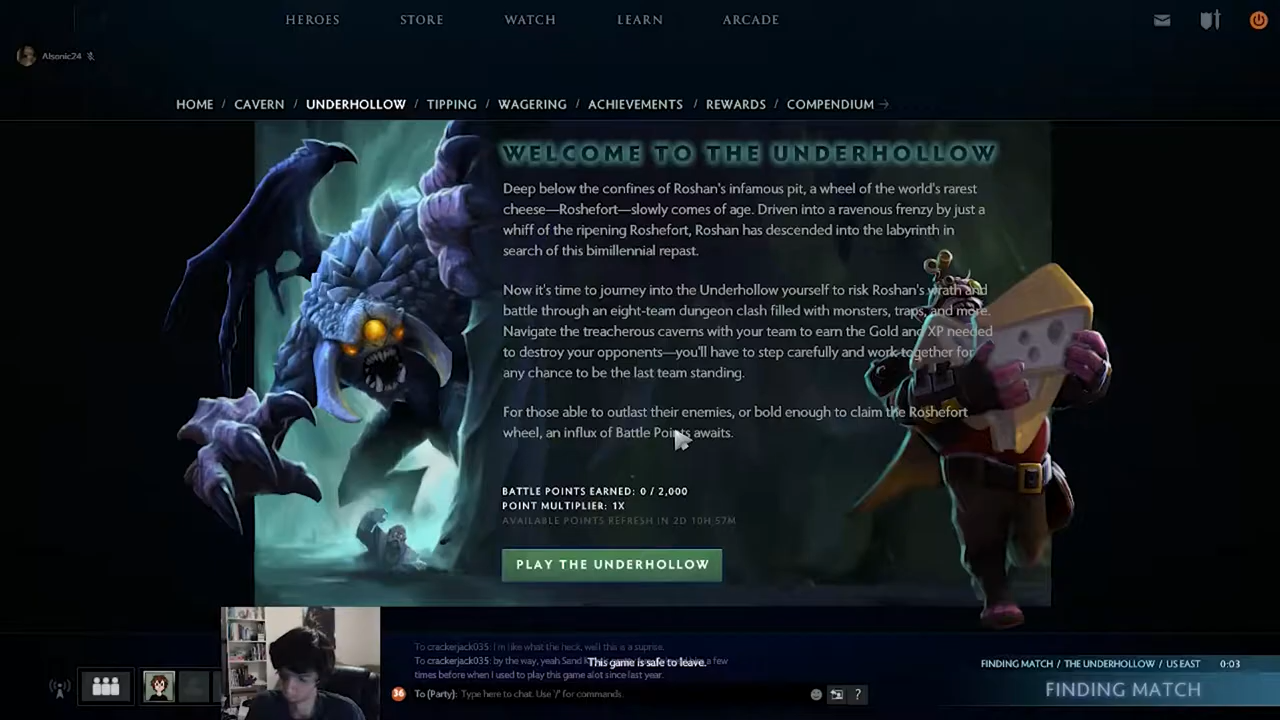 HEROES STORE WATCH LEARN ARCADE
Alsonic24
HOME / CAVERN / UNDERHOLLOW / TIPPING / WAGERING / ACHIEVEMENTS / REWARDS / COMPENDIUM
WELCOME TO THE UNDERHOLLOW
Deep below the confines of Roshan's infamous pit, a wheel of the world's rarest
cheese—Roshefort—slowly comes of age. Driven into a ravenous frenzy by just a
whiff of the ripening Roshefort, Roshan has descended into the labyrinth in
search of this bimillennial repast.
Now it's time to journey into the Underhollow yourself to risk Roshan's wrath and
battle through an eight-team dungeon clash filled with monsters, traps, and more.
Navigate the treacherous caverns with your team to earn the Gold and XP needed
to destroy your opponents—you'll have to step carefully and work together for
any chance to be the last team standing.
For those able to outlast their enemies, or bold enough to claim the Roshefort
wheel, an influx of Battle Points awaits.
BATTLE POINTS EARNED: 0 / 2,000
POINT MULTIPLIER: 1X
AVAILABLE POINTS REFRESH IN 2D 10H 57M
PLAY THE UNDERHOLLOW
To crackerjack035: I'm like what the heck, well this is a suprise.
To crackerjack035: by the way, yeah Send a few
This game is safe to leave.
times before when I used to play this game alot since last year.
36 To (Party): Type here to chat. Use '/' for commands. ?
FINDING MATCH / THE UNDERHOLLOW / US EAST 0:03
FINDING MATCH